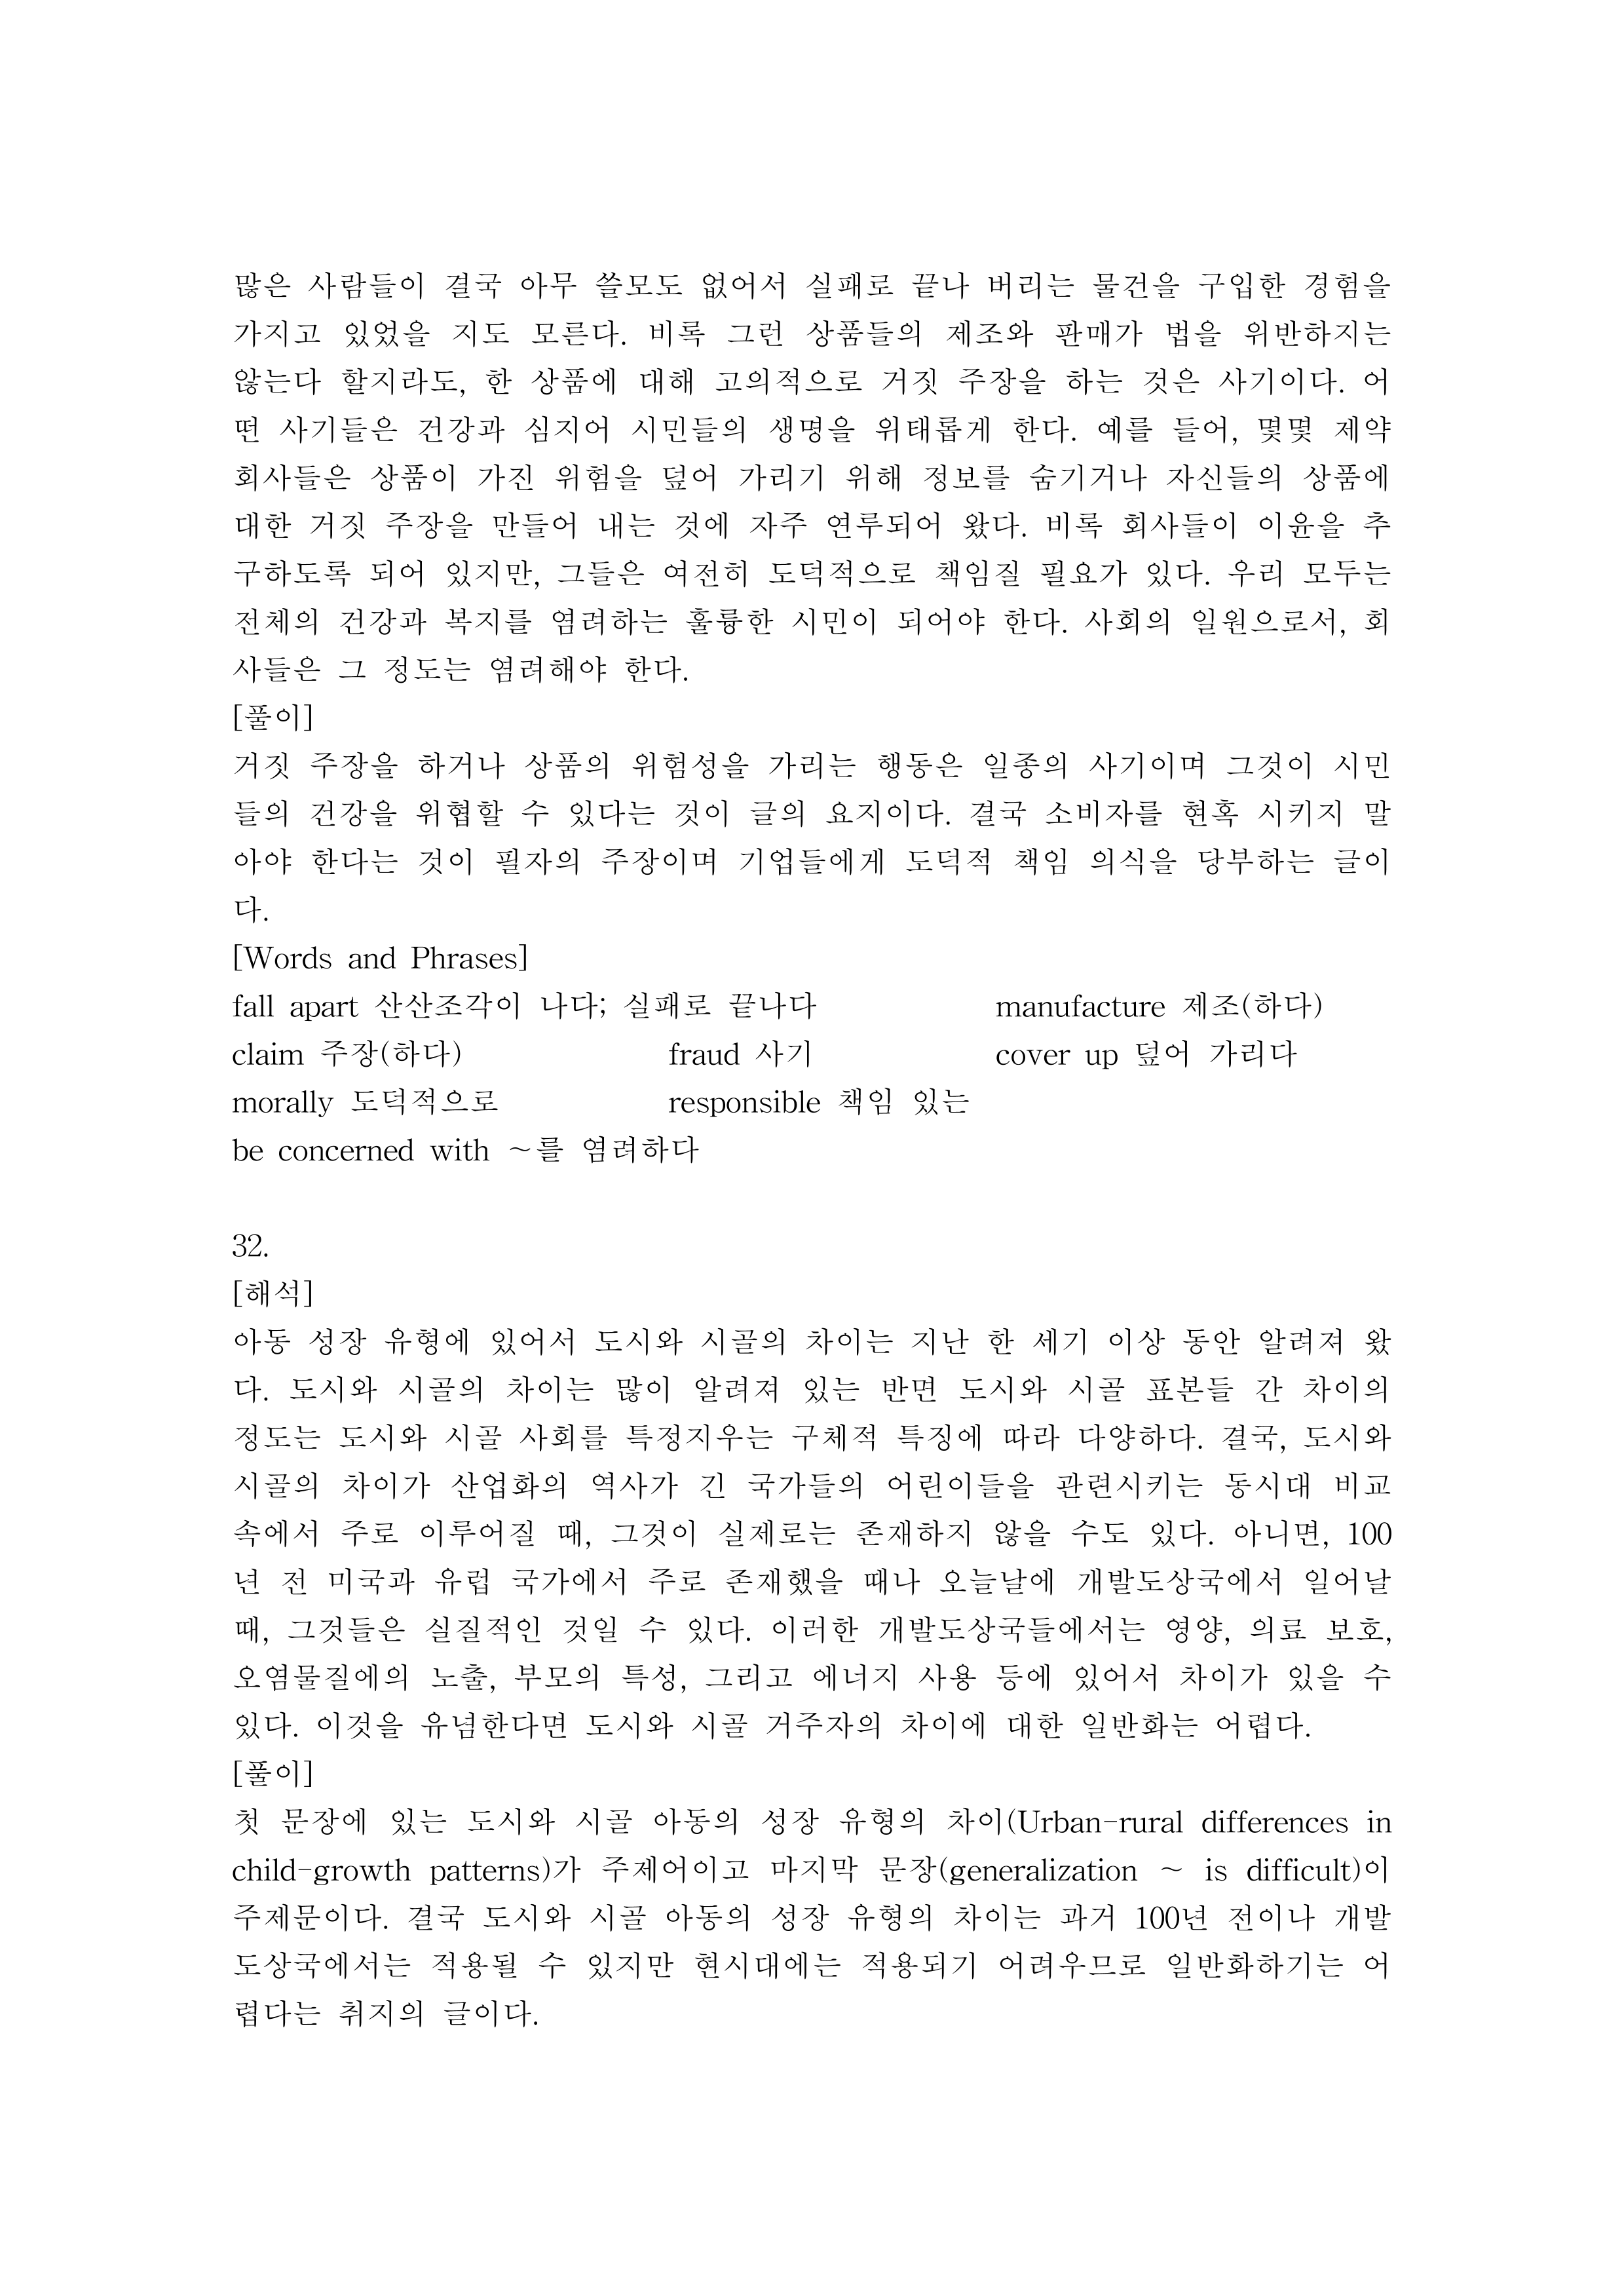 많은 사람들이 결국 아무 쓸모도 없어서 실패로 끝나 버리는 물건을 구입한 경험을
가지고 있었을 지도 모른다. 비록 그런 상품들의 제조와 판매가 법을 위반하지는
않는다 할지라도, 한 상품에 대해 고의적으로 거짓 주장을 하는 것은 사기이다. 어
떤 사기들은 건강과 심지어 시민들의 생명을 위태롭게 한다. 예를 들어, 몇몇 제약
회사들은 상품이 가진 위험을 덮어 가리기 위해 정보를 숨기거나 자신들의 상품에
대한 거짓 주장을 만들어 내는 것에 자주 연루되어 왔다. 비록 회사들이 이윤을 추
구하도록 되어 있지만, 그들은 여전히 도덕적으로 책임질 필요가 있다. 우리 모두는
전체의 건강과 복지를 염려하는 훌륭한 시민이 되어야 한다. 사회의 일원으로서, 회
사들은 그 정도는 염려해야 한다.
[풀이]
거짓 주장을 하거나 상품의 위험성을 가리는 행동은 일종의 사기이며 그것이 시민
들의 건강을 위협할 수 있다는 것이 글의 요지이다. 결국 소비자를 현혹 시키지 말
아야 한다는 것이 필자의 주장이며 기업들에게 도덕적 책임 의식을 당부하는 글이
다.
[Words and Phrases]
fall apart 산산조각이 나다; 실패로 끝나다 manufacture 제조(하다)
claim 주장(하다) fraud 사기 cover up 덮어 가리다
morally 도덕적으로 responsible 책임 있는
be concerned with ~를 염려하다
32.
[해석]
아동 성장 유형에 있어서 도시와 시골의 차이는 지난 한 세기 이상 동안 알려져 왔
다. 도시와 시골의 차이는 많이 알려져 있는 반면 도시와 시골 표본들 간 차이의
정도는 도시와 시골 사회를 특정지우는 구체적 특징에 따라 다양하다. 결국, 도시와
시골의 차이가 산업화의 역사가 긴 국가들의 어린이들을 관련시키는 동시대 비교
속에서 주로 이루어질 때, 그것이 실제로는 존재하지 않을 수도 있다. 아니면, 100
년 전 미국과 유럽 국가에서 주로 존재했을 때나 오늘날에 개발도상국에서 일어날
때, 그것들은 실질적인 것일 수 있다. 이러한 개발도상국들에서는 영양, 의료 보호,
오염물질에의 노출, 부모의 특성, 그리고 에너지 사용 등에 있어서 차이가 있을 수
있다. 이것을 유념한다면 도시와 시골 거주자의 차이에 대한 일반화는 어렵다.
[풀이]
첫 문장에 있는 도시와 시골 아동의 성장 유형의 차이(Urban-rural differences in
child-growth patterns)가 주제어이고 마지막 문장(generalization ~ is difficult)이
주제문이다. 결국 도시와 시골 아동의 성장 유형의 차이는 과거 100년 전이나 개발
도상국에서는 적용될 수 있지만 현시대에는 적용되기 어려우므로 일반화하기는 어
렵다는 취지의 글이다.